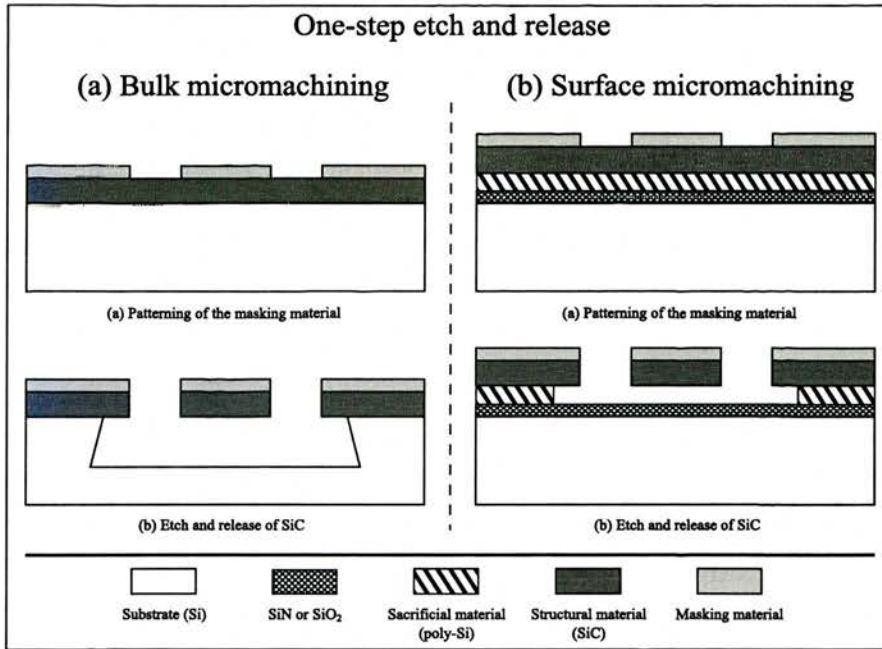 One-step etch and release
(a) Bulk micromachining
(a) Patterning of the masking material
(b) Etch and release of SiC
(b) Surface micromachining
(a) Patterning of the masking material
(b) Etch and release of SiC
Substrate (Si)
SiN or SiO₂
Sacrificial material
(poly-Si)
Structural material
(SiC)
Masking material